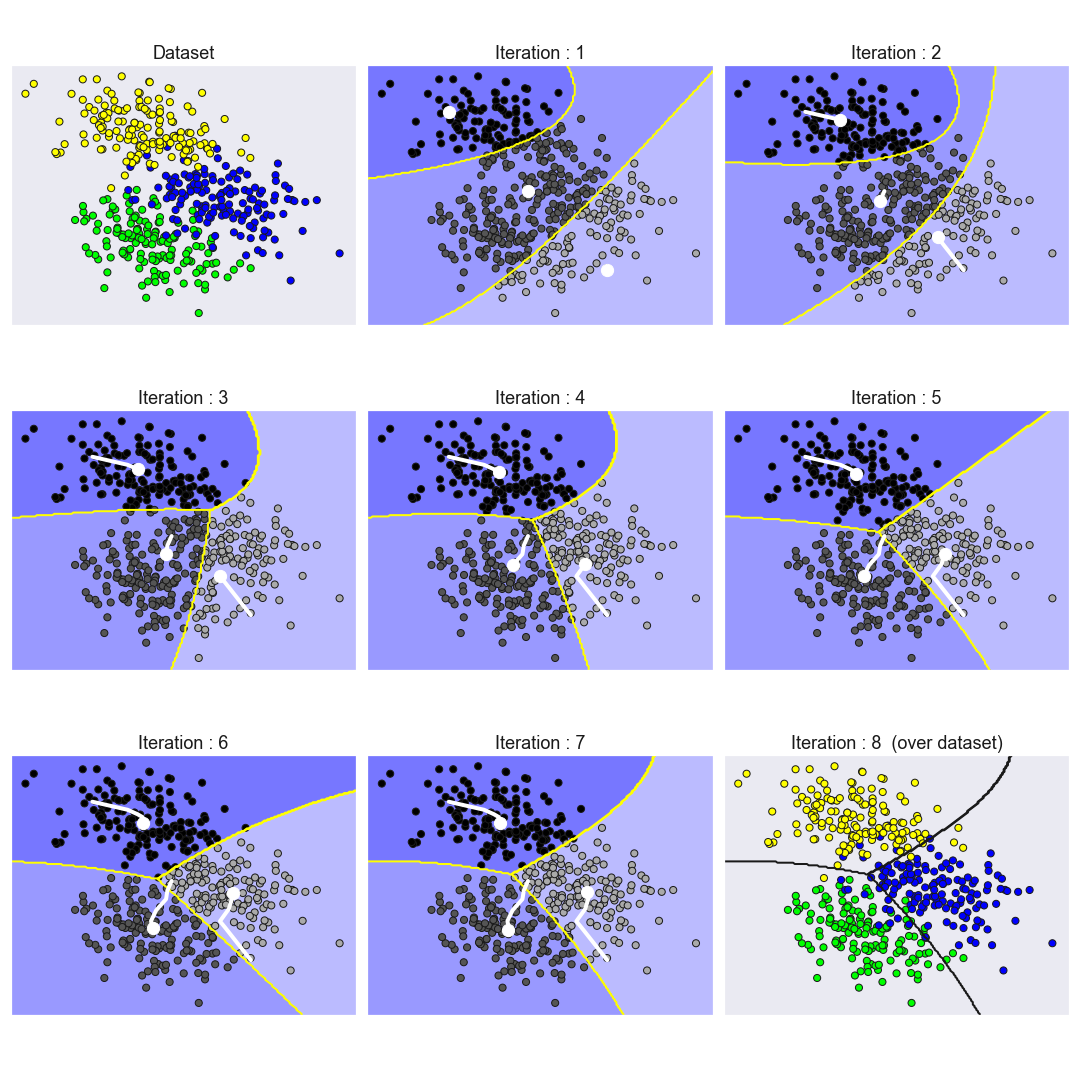 Dataset
Iteration : 1
Iteration : 2
Iteration : 3
Iteration : 4
Iteration : 5
Iteration : 6
Iteration : 7
Iteration : 8  (over dataset)